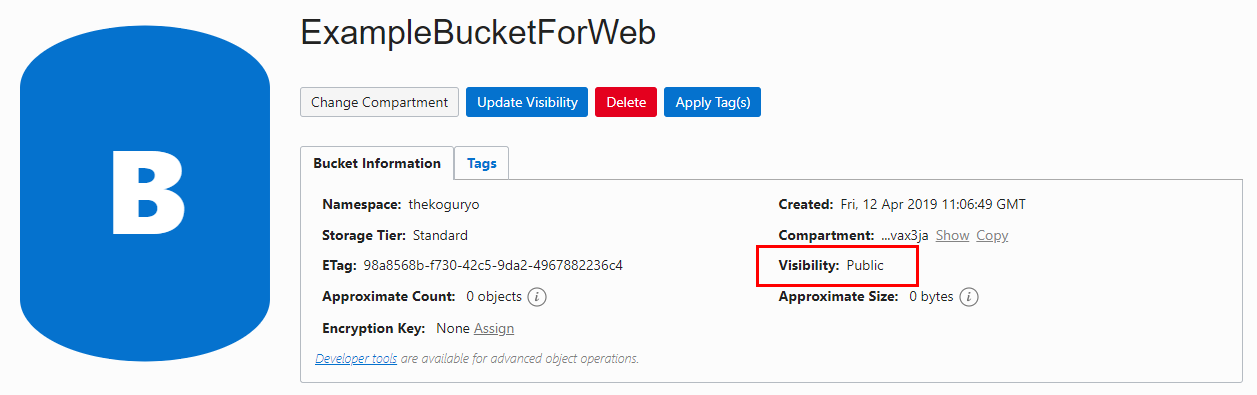 ExampleBucketForWeb
Change Compartment Update Visibility Delete Apply Tag(s)
B
Bucket Information Tags
Namespace: thekoguryo Created: Fri, 12 Apr 2019 11:06:49 GMT
Storage Tier: Standard Compartment: ...vax3ja Show Copy
ETag: 98a8568b-f730-42c5-9da2-4967882236c4 Visibility: Public
Approximate Count: 0 objects i Approximate Size: 0 bytes i
Encryption Key: None Assign
Developer tools are available for advanced object operations.